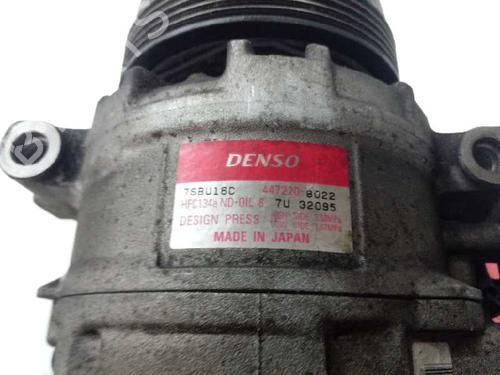 DENSO
7SBU16C 447220-8022
HFC134a ND-OIL 8 7U 32095
DESIGN PRESS
MADE IN JAPAN